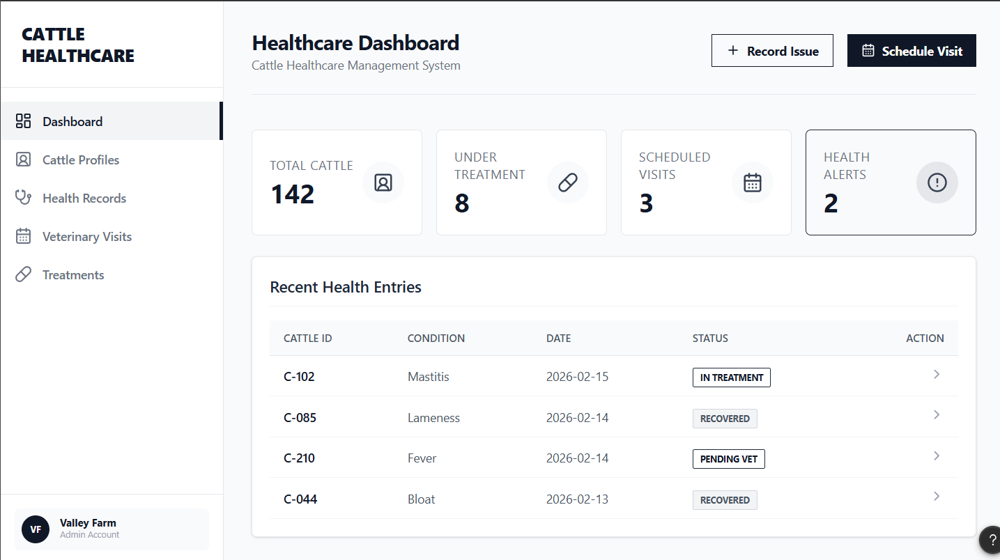 CATTLE
HEALTHCARE
Dashboard
Cattle Profiles
Health Records
Veterinary Visits
Treatments
VF
Valley Farm
Admin Account
Healthcare Dashboard
Cattle Healthcare Management System
Record Issue
Schedule Visit
TOTAL CATTLE
142
UNDER
TREATMENT
8
SCHEDULED
VISITS
3
HEALTH
ALERTS
2
Recent Health Entries
CATTLE ID CONDITION DATE STATUS ACTION
C-102 Mastitis 2026-02-15 IN TREATMENT
C-085 Lameness 2026-02-14 RECOVERED
C-210 Fever 2026-02-14 PENDING VET
C-044 Bloat 2026-02-13 RECOVERED
?